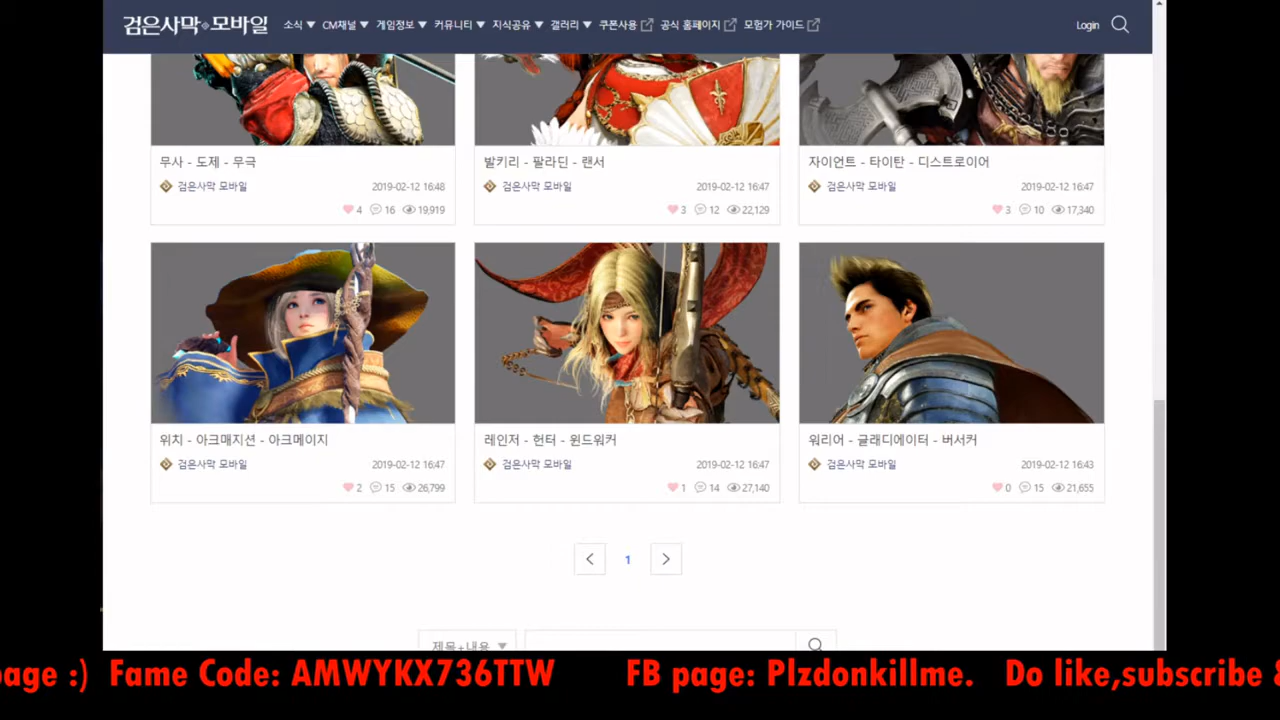 검은사막 모바일 소식 CM채널 게임정보 커뮤니티 지식공유 갤러리 쿠폰사용 공식 홈페이지 모험가 가이드 Login
무사 - 도제 - 무극
검은사막 모바일 2019-02-12 16:48
4 16 19,919
발키리 - 팔라딘 - 랜서
검은사막 모바일 2019-02-12 16:47
3 12 22,129
자이언트 - 타이탄 - 디스트로이어
검은사막 모바일 2019-02-12 16:47
3 10 17,340
위치 - 아크매지션 - 아크메이지
검은사막 모바일 2019-02-12 16:47
2 15 26,799
레인저 - 헌터 - 윈드워커
검은사막 모바일 2019-02-12 16:47
1 14 27,140
워리어 - 글래디에이터 - 버서커
검은사막 모바일 2019-02-12 16:43
0 15 21,655
< 1 >
제목+내용
page :) Fame Code: AMWYKX736TTW FB page: Plzdonkillme. Do like,subscribe &